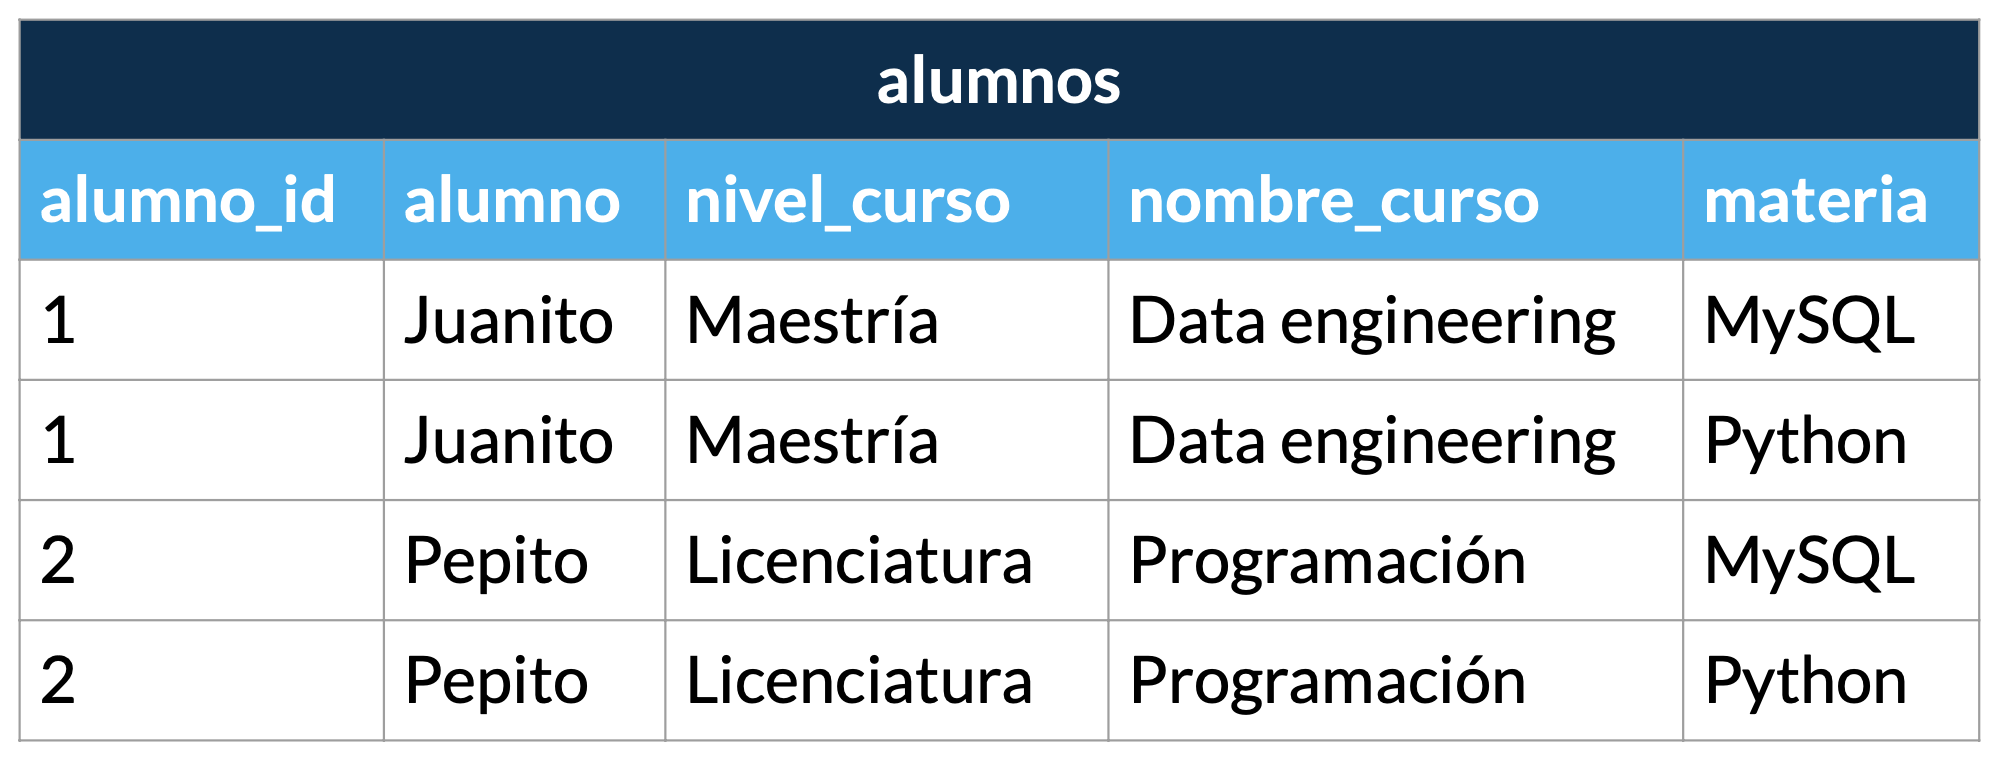 alumnos
alumno_id alumno nivel_curso nombre_curso materia
1 Juanito Maestría Data engineering MySQL
1 Juanito Maestría Data engineering Python
2 Pepito Licenciatura Programación MySQL
2 Pepito Licenciatura Programación Python